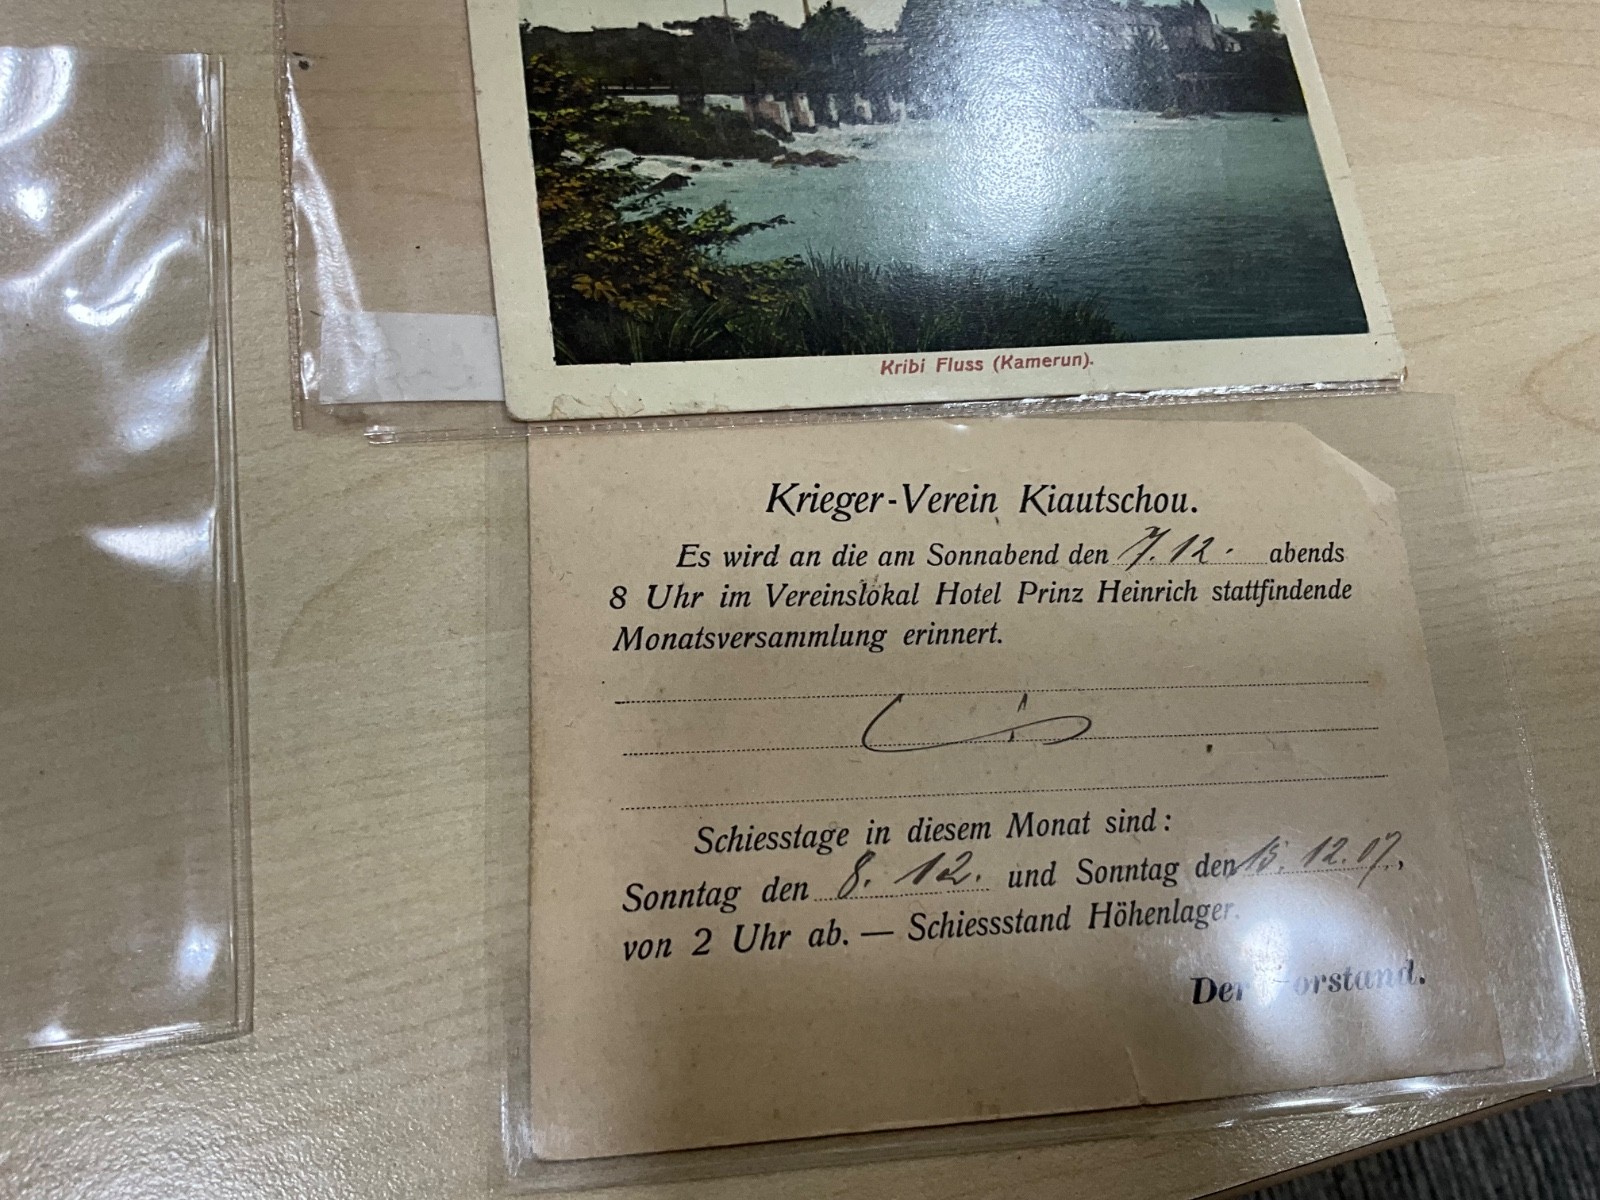 Kribi Fluss (Kamerun).
Krieger-Verein Kiautschou.
Es wird an die am Sonnabend den 7. 12. abends
8 Uhr im Vereinslokal Hotel Prinz Heinrich stattfindende
Monatsversammlung erinnert.
Schiesstage in diesem Monat sind:
Sonntag den 8. 12. und Sonntag den 15. 12. 07.,
von 2 Uhr ab. — Schiessstand Höhenlager.
Der Vorstand.